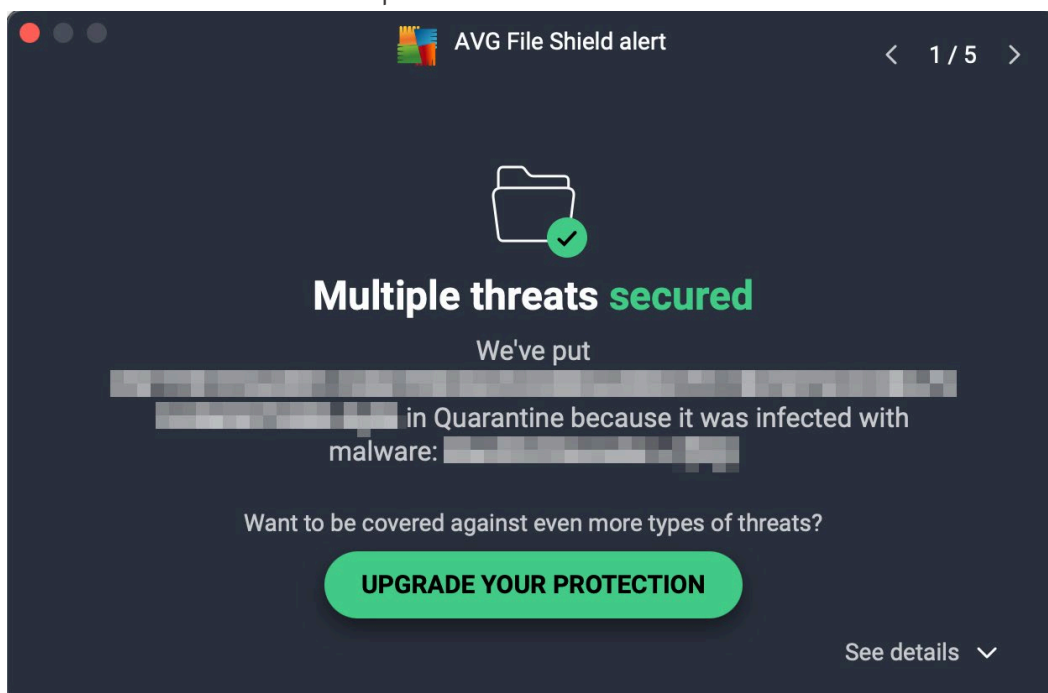 AVG File Shield alert
1 / 5
Multiple threats secured
We've put
in Quarantine because it was infected with
malware:
Want to be covered against even more types of threats?
UPGRADE YOUR PROTECTION
See details